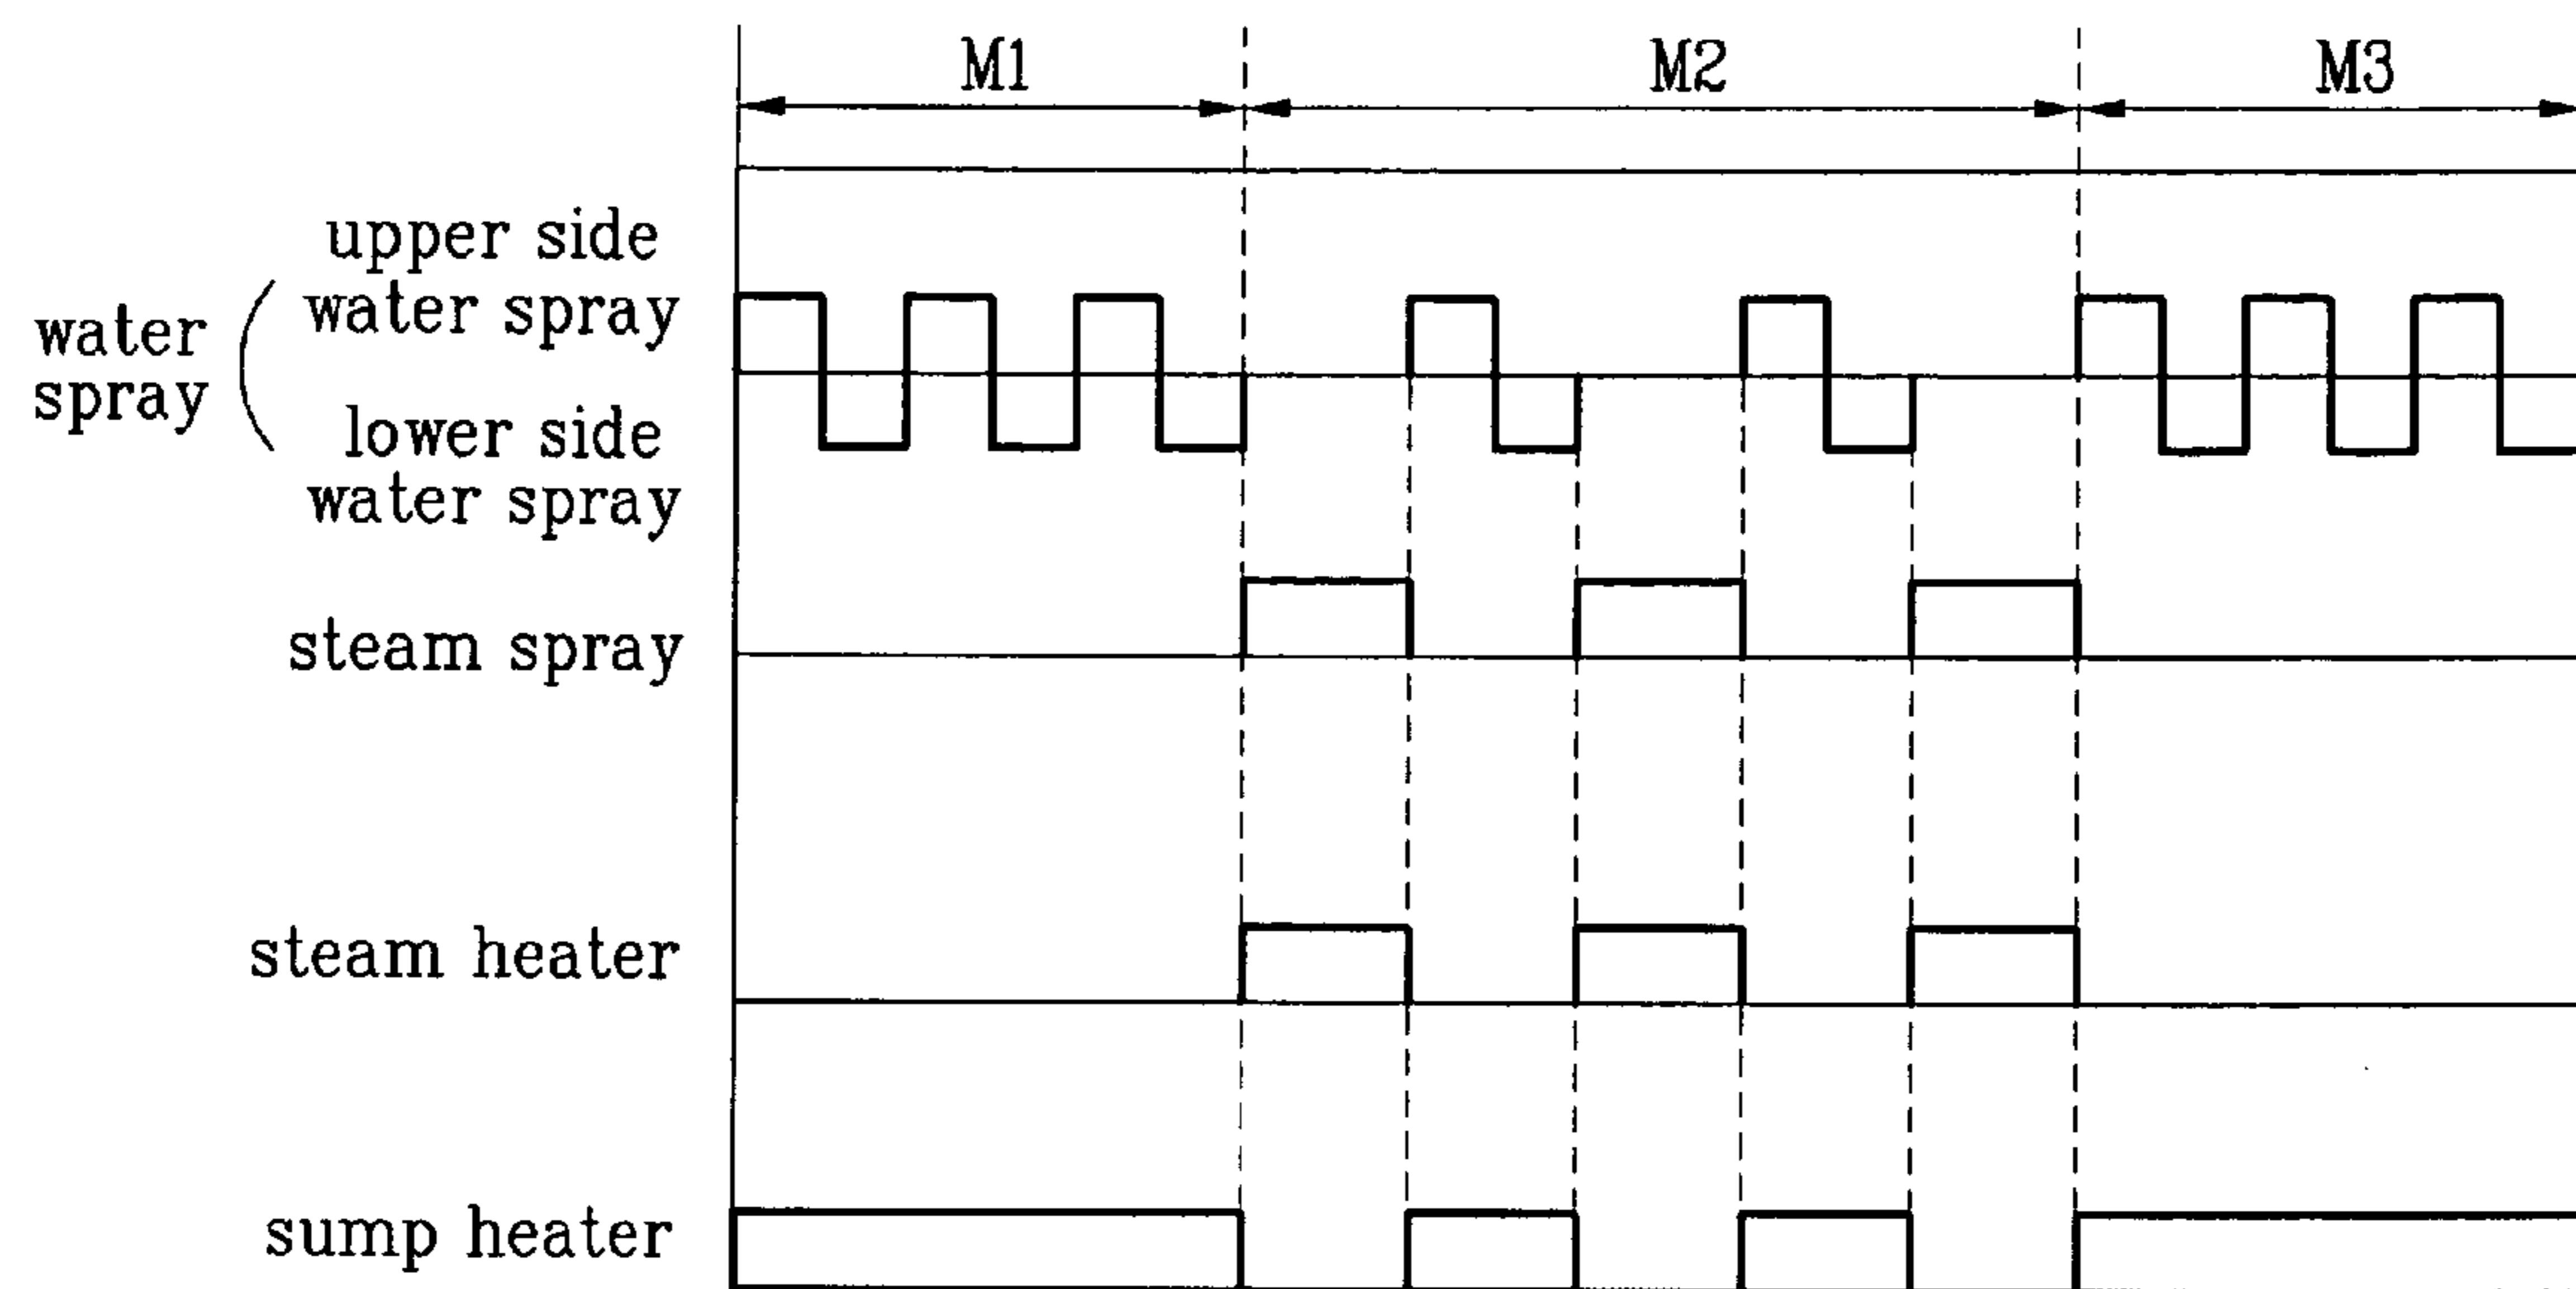 M1 M2 M3
upper side
water spray
water
spray
lower side
water spray
steam spray
steam heater
sump heater